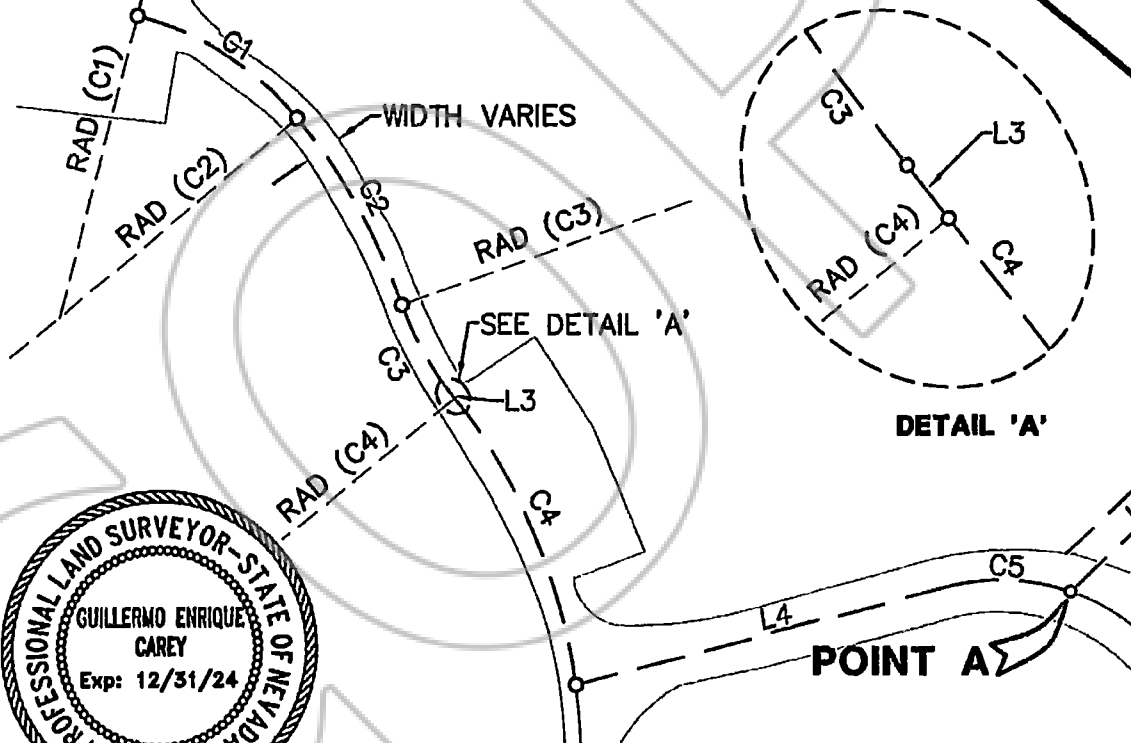 C1
RAD (C1)
WIDTH VARIES
RAD (C2)
C2
RAD (C3)
C3
L3
RAD (C4)
C4
SEE DETAIL 'A'
C3
L3
RAD (C4)
C4
DETAIL 'A'
C5
L4
POINT A
PROFESSIONAL LAND SURVEYOR-STATE OF NEVADA
GUILLERMO ENRIQUE
CAREY
Exp: 12/31/24